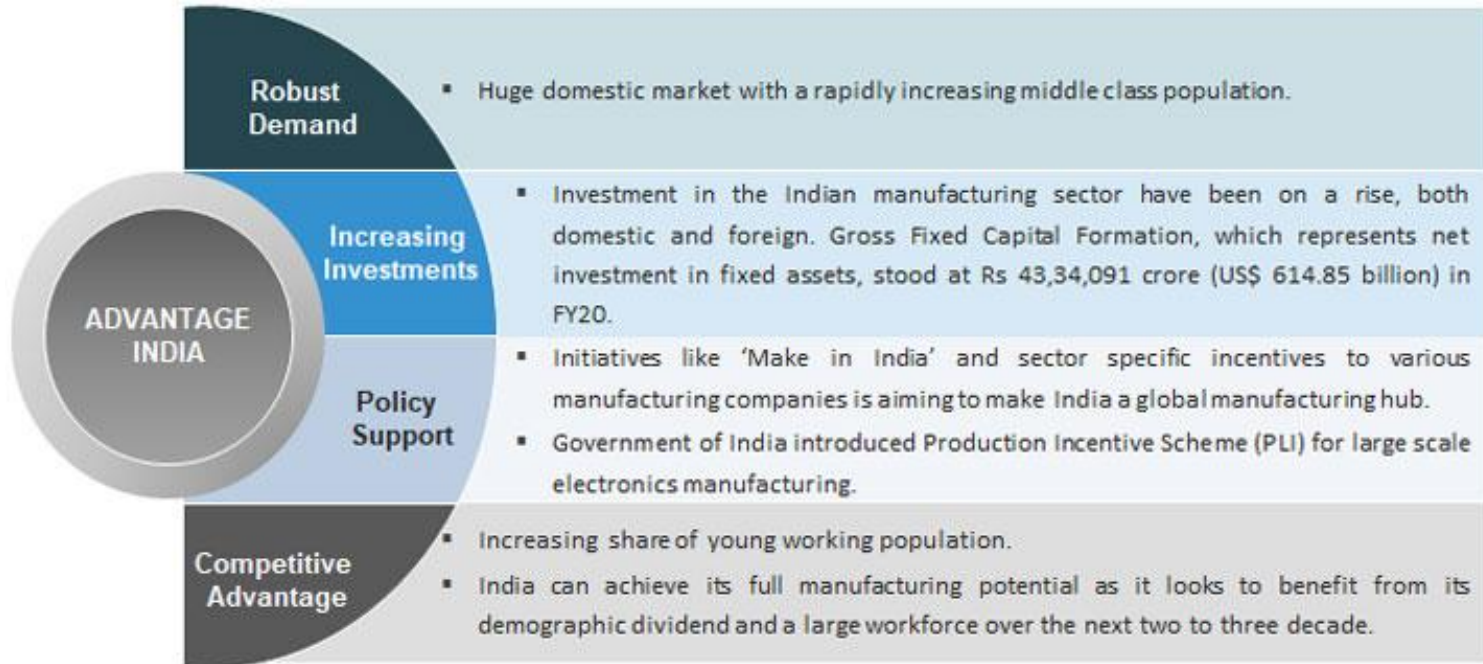 ADVANTAGE
INDIA
Robust
Demand
▪ Huge domestic market with a rapidly increasing middle class population.
Increasing
Investments
▪ Investment in the Indian manufacturing sector have been on a rise, both
domestic and foreign. Gross Fixed Capital Formation, which represents net
investment in fixed assets, stood at Rs 43,34,091 crore (US$ 614.85 billion) in
FY20.
Policy
Support
▪ Initiatives like ‘Make in India’ and sector specific incentives to various
manufacturing companies is aiming to make India a global manufacturing hub.
▪ Government of India introduced Production Incentive Scheme (PLI) for large scale
electronics manufacturing.
Competitive
Advantage
▪ Increasing share of young working population.
▪ India can achieve its full manufacturing potential as it looks to benefit from its
demographic dividend and a large workforce over the next two to three decade.